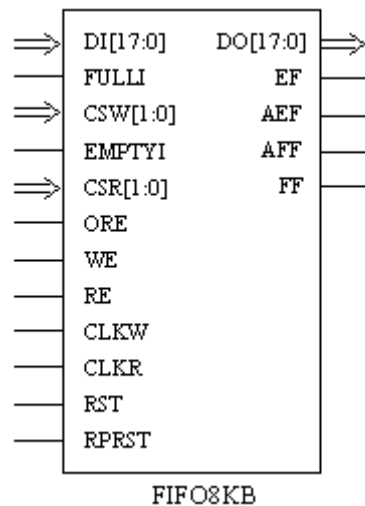 DI[17:0] DO[17:0]
FULLI EF
CSW[1:0] AEF
EMPTYI AFF
CSR[1:0] FF
ORE
WE
RE
CLKW
CLKR
RST
RPRST
FIFO8KB